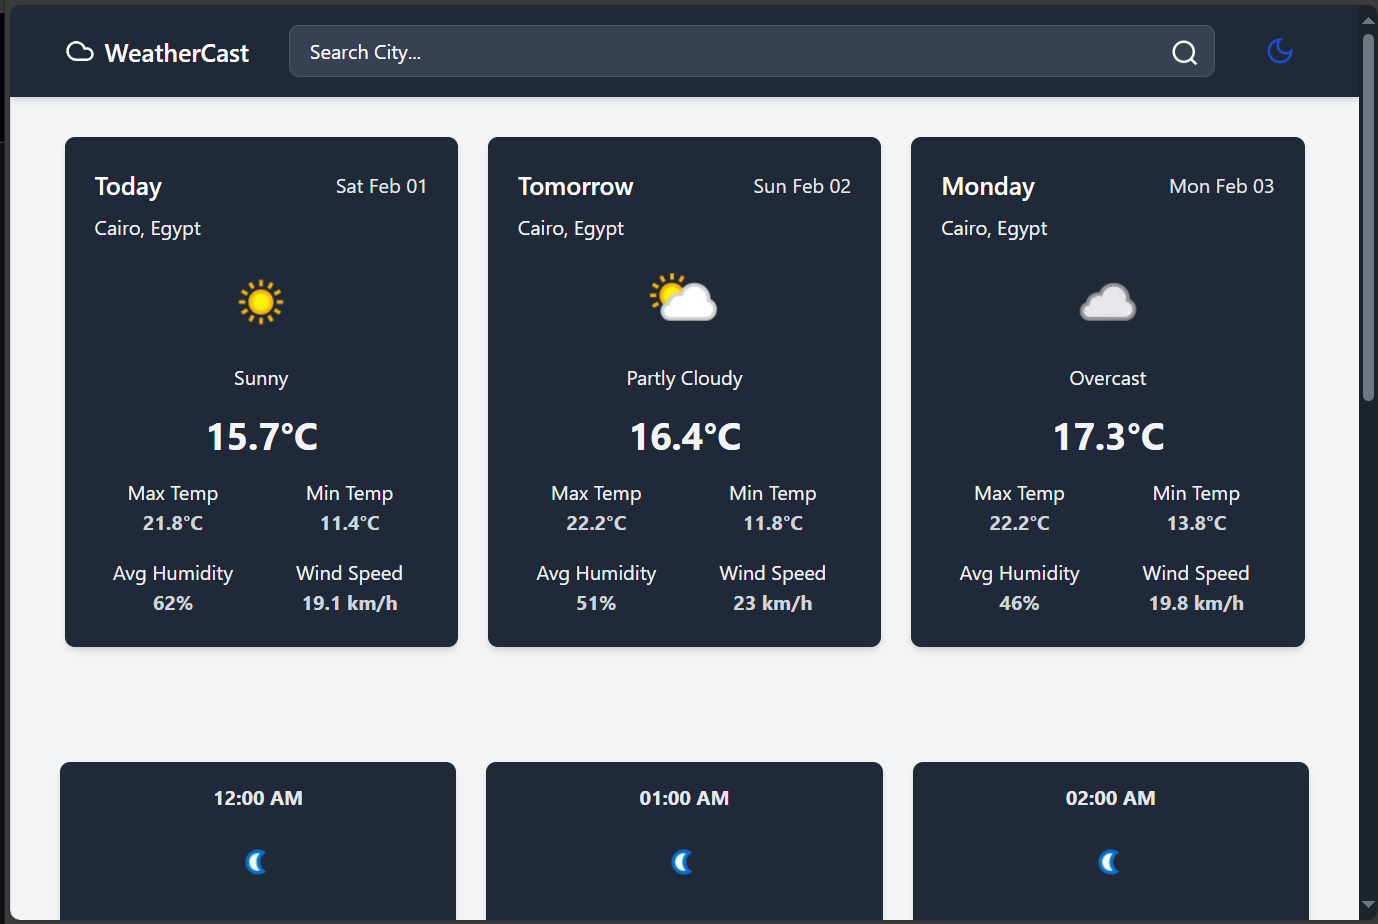 WeatherCast
Search City...
Today Sat Feb 01
Cairo, Egypt
Sunny
15.7°C
Max Temp Min Temp
21.8°C 11.4°C
Avg Humidity Wind Speed
62% 19.1 km/h
Tomorrow Sun Feb 02
Cairo, Egypt
Partly Cloudy
16.4°C
Max Temp Min Temp
22.2°C 11.8°C
Avg Humidity Wind Speed
51% 23 km/h
Monday Mon Feb 03
Cairo, Egypt
Overcast
17.3°C
Max Temp Min Temp
22.2°C 13.8°C
Avg Humidity Wind Speed
46% 19.8 km/h
12:00 AM
01:00 AM
02:00 AM